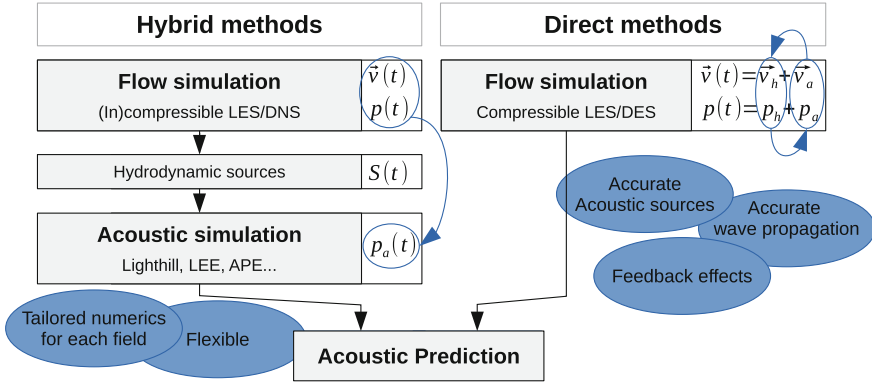 Hybrid methods
Flow simulation
(In)compressible LES/DNS
v⃗(t)
p(t)
Hydrodynamic sources
S(t)
Acoustic simulation
Lighthill, LEE, APE...
pₐ(t)
Tailored numerics
for each field
Flexible
Direct methods
Flow simulation
Compressible LES/DES
v⃗(t)=v⃗ₕ+v⃗ₐ
p(t)=pₕ+pₐ
Accurate
Acoustic sources
Accurate
wave propagation
Feedback effects
Acoustic Prediction